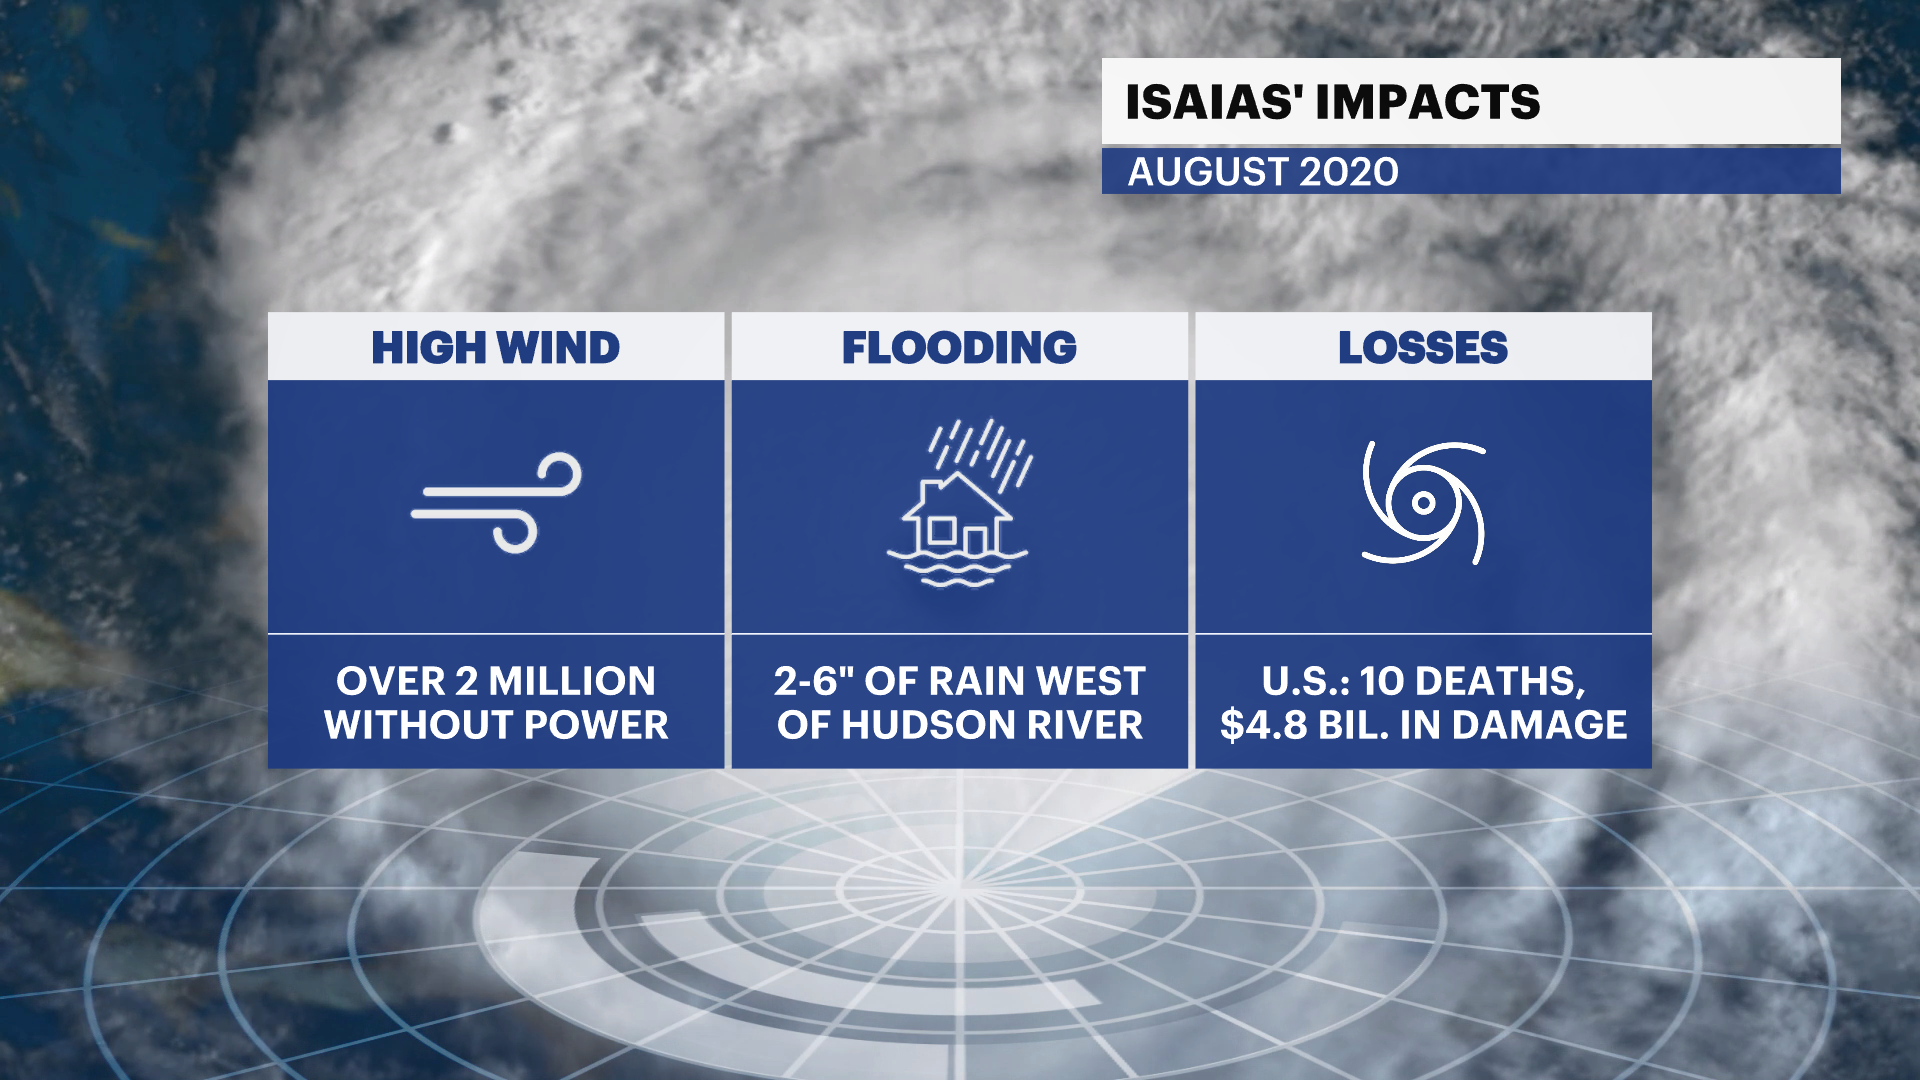 ISAIAS' IMPACTS
AUGUST 2020
HIGH WIND
OVER 2 MILLION
WITHOUT POWER
FLOODING
2-6" OF RAIN WEST
OF HUDSON RIVER
LOSSES
U.S.: 10 DEATHS,
$4.8 BIL. IN DAMAGE